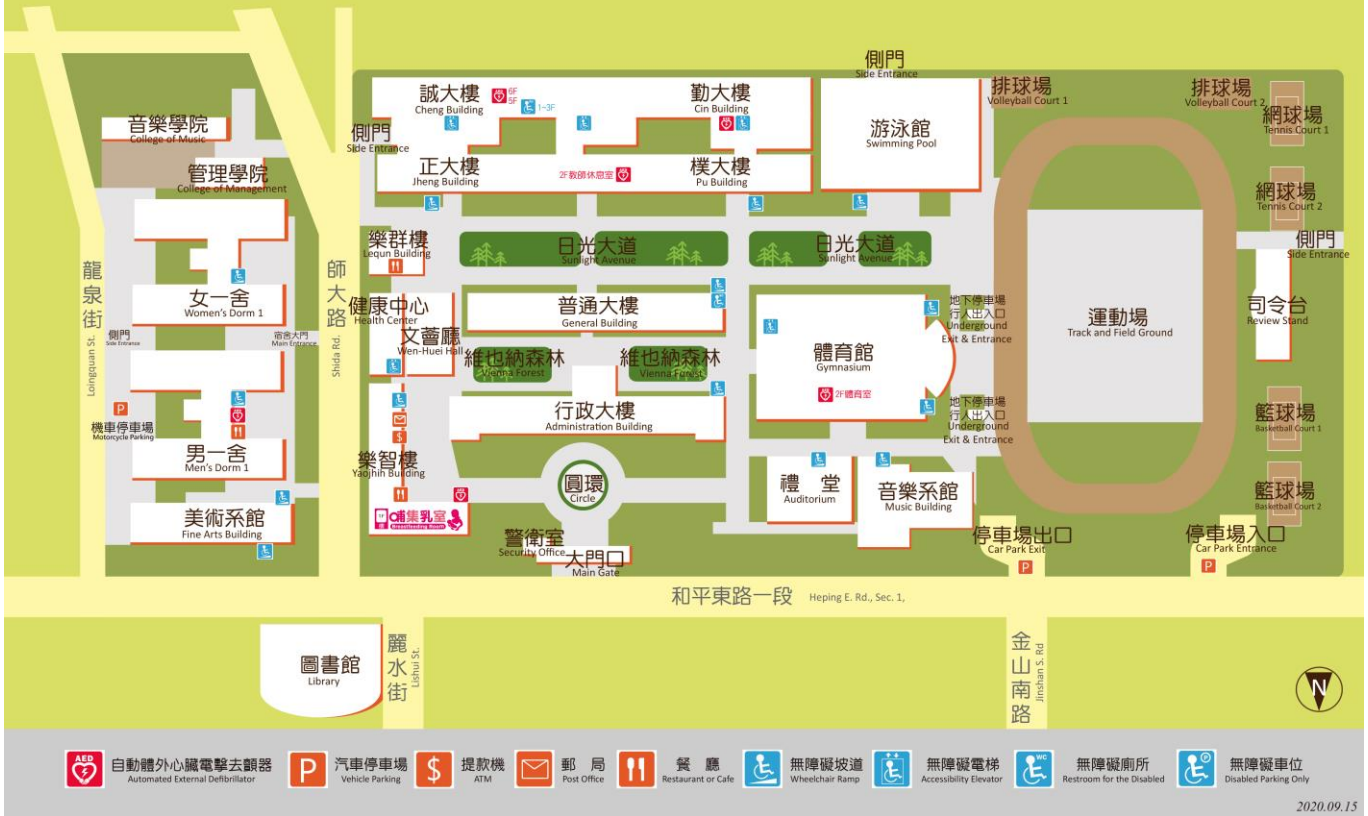 側門
Side Entrance
誠大樓
Cheng Building
AED
6F
5F
1~3F
勤大樓
Cin Building
排球場
Volleyball Court 1
排球場
Volleyball Court 2
網球場
Tennis Court 1
音樂學院
College of Music
側門
Side Entrance
游泳館
Swimming Pool
管理學院
College of Management
正大樓
Jheng Building
2F教師休息室
樸大樓
Pu Building
網球場
Tennis Court 2
樂群樓
Lequn Building
日光大道
Sunlight Avenue
日光大道
Sunlight Avenue
側門
Side Entrance
龍泉街
Loingquan St.
師大路
Shida Rd.
女一舍
Women's Dorm 1
健康中心
Health Center
普通大樓
General Building
地下停車場
行人出入口
Underground
Exit & Entrance
運動場
Track and Field Ground
司令台
Review Stand
側門
Side Entrance
宿舍大門
Main Entrance
文薈廳
Wen-Huei Hall
維也納森林
Vienna Forest
維也納森林
Vienna Forest
體育館
Gymnasium
2F體育室
P
機車停車場
Motorcycle Parking
行政大樓
Administration Building
地下停車場
行人出入口
Underground
Exit & Entrance
籃球場
Basketball Court 1
男一舍
Men's Dorm 1
$
樂智樓
Yaojhih Building
圓環
Circle
禮 堂
Auditorium
音樂系館
Music Building
籃球場
Basketball Court 2
美術系館
Fine Arts Building
哺集乳室
Breastfeeding Room
警衛室
Security Office
大門口
Main Gate
停車場出口
Car Park Exit
P
停車場入口
Car Park Entrance
P
和平東路一段 Heping E. Rd., Sec. 1,
圖書館
Library
麗水街
Lishui St.
金山南路
Jinshan S. Rd
N
AED
自動體外心臟電擊去顫器
Automated External Defibrillator
P
汽車停車場
Vehicle Parking
$
提款機
ATM
郵 局
Post Office
餐 廳
Restaurant or Cafe
無障礙坡道
Wheelchair Ramp
無障礙電梯
Accessibility Elevator
WC
無障礙廁所
Restroom for the Disabled
P
無障礙車位
Disabled Parking Only
2020.09.15